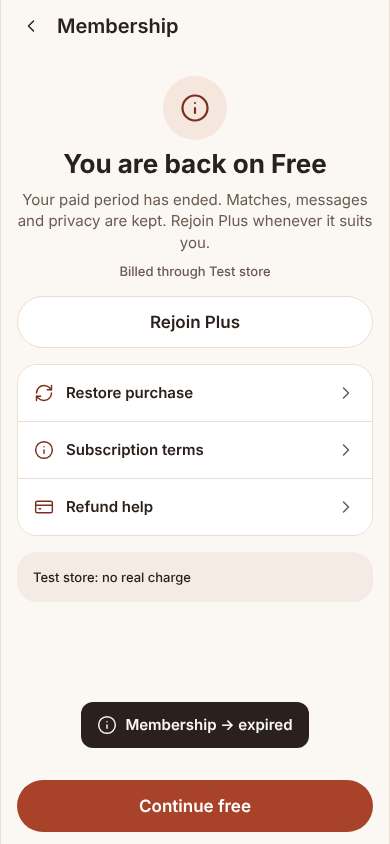 Membership
You are back on Free
Your paid period has ended. Matches, messages
and privacy are kept. Rejoin Plus whenever it suits
you.
Billed through Test store
Rejoin Plus
Restore purchase
Subscription terms
Refund help
Test store: no real charge
Membership → expired
Continue free